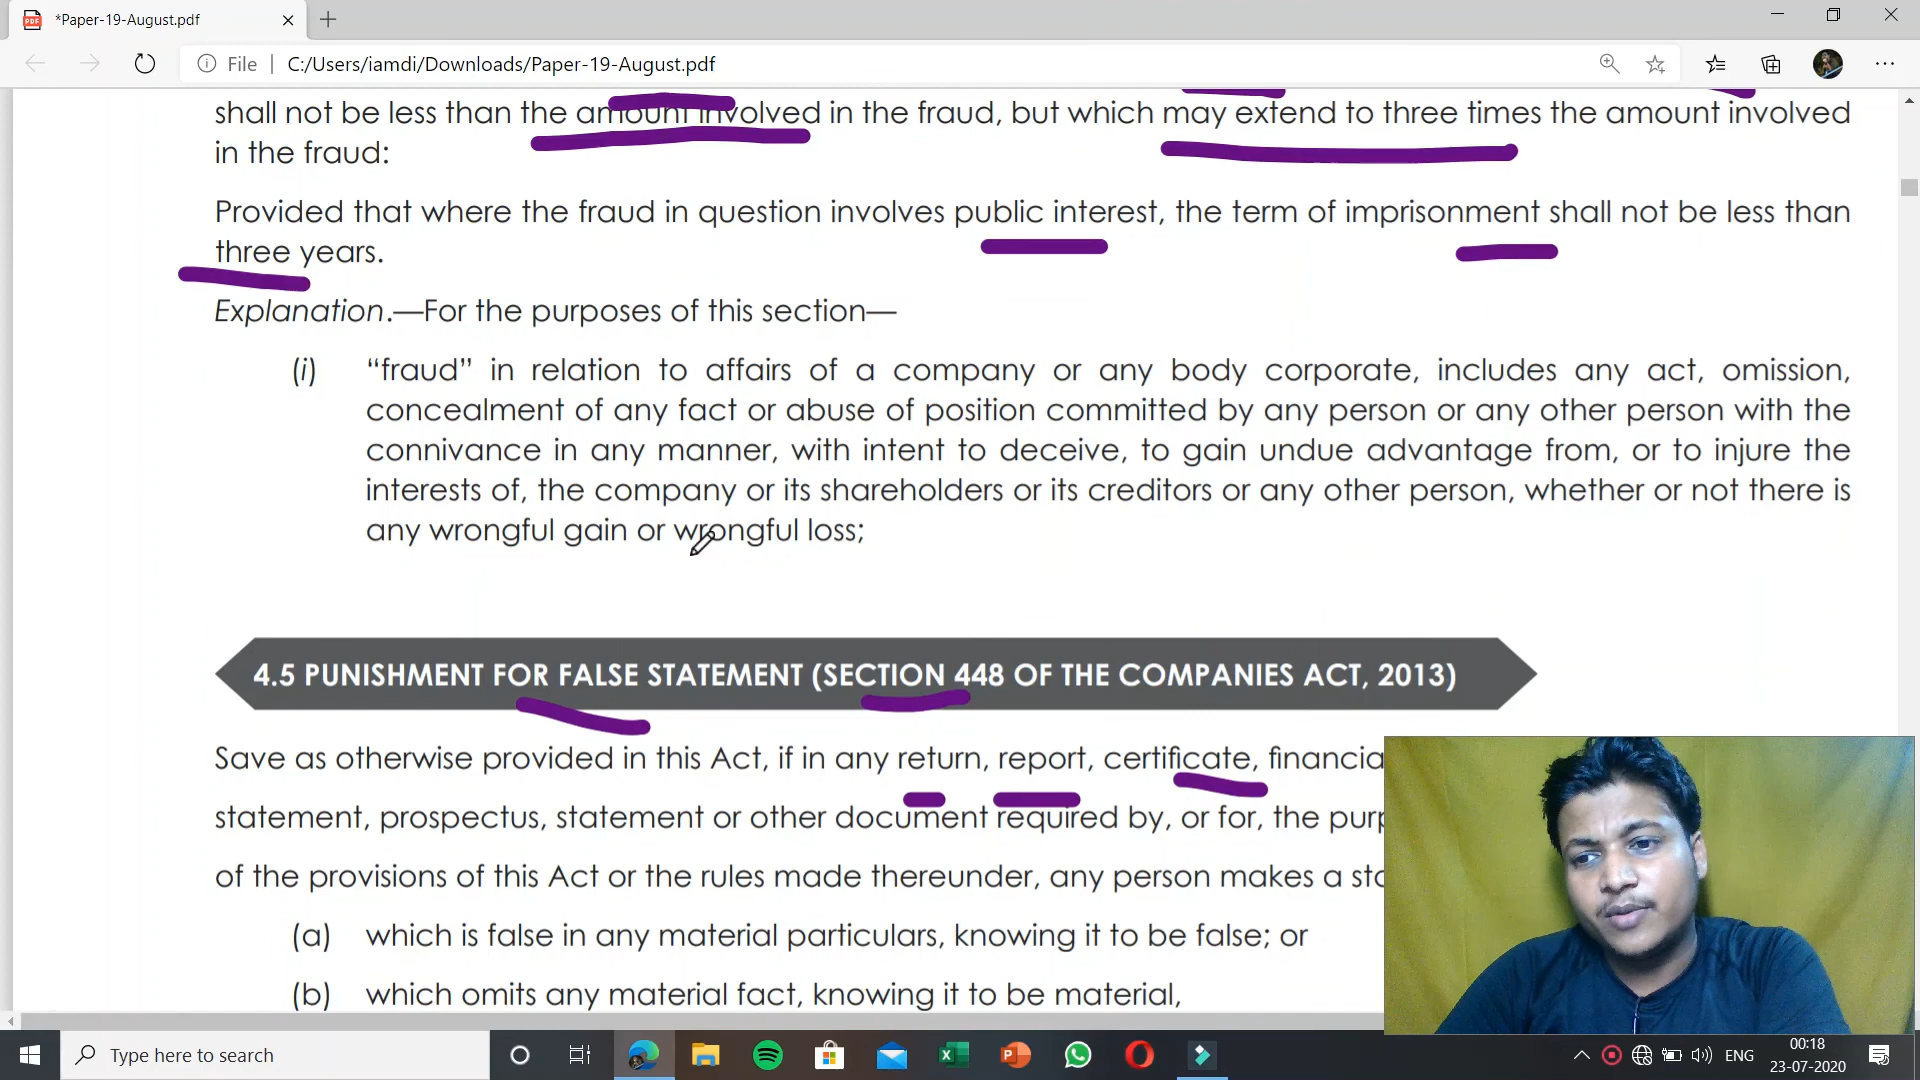 *Paper-19-August.pdf
File
C:/Users/iamdi/Downloads/Paper-19-August.pdf
shall not be less than the amount involved in the fraud, but which may extend to three times the amount involved
in the fraud:
Provided that where the fraud in question involves public interest, the term of imprisonment shall not be less than
three years.
Explanation.—For the purposes of this section—
(i) “fraud” in relation to affairs of a company or any body corporate, includes any act, omission,
concealment of any fact or abuse of position committed by any person or any other person with the
connivance in any manner, with intent to deceive, to gain undue advantage from, or to injure the
interests of, the company or its shareholders or its creditors or any other person, whether or not there is
any wrongful gain or wrongful loss;
4.5 PUNISHMENT FOR FALSE STATEMENT (SECTION 448 OF THE COMPANIES ACT, 2013)
Save as otherwise provided in this Act, if in any return, report, certificate, financia
statement, prospectus, statement or other document required by, or for, the purp
of the provisions of this Act or the rules made thereunder, any person makes a sta
(a) which is false in any material particulars, knowing it to be false; or
(b) which omits any material fact, knowing it to be material,
Type here to search
ENG
00:18
23-07-2020